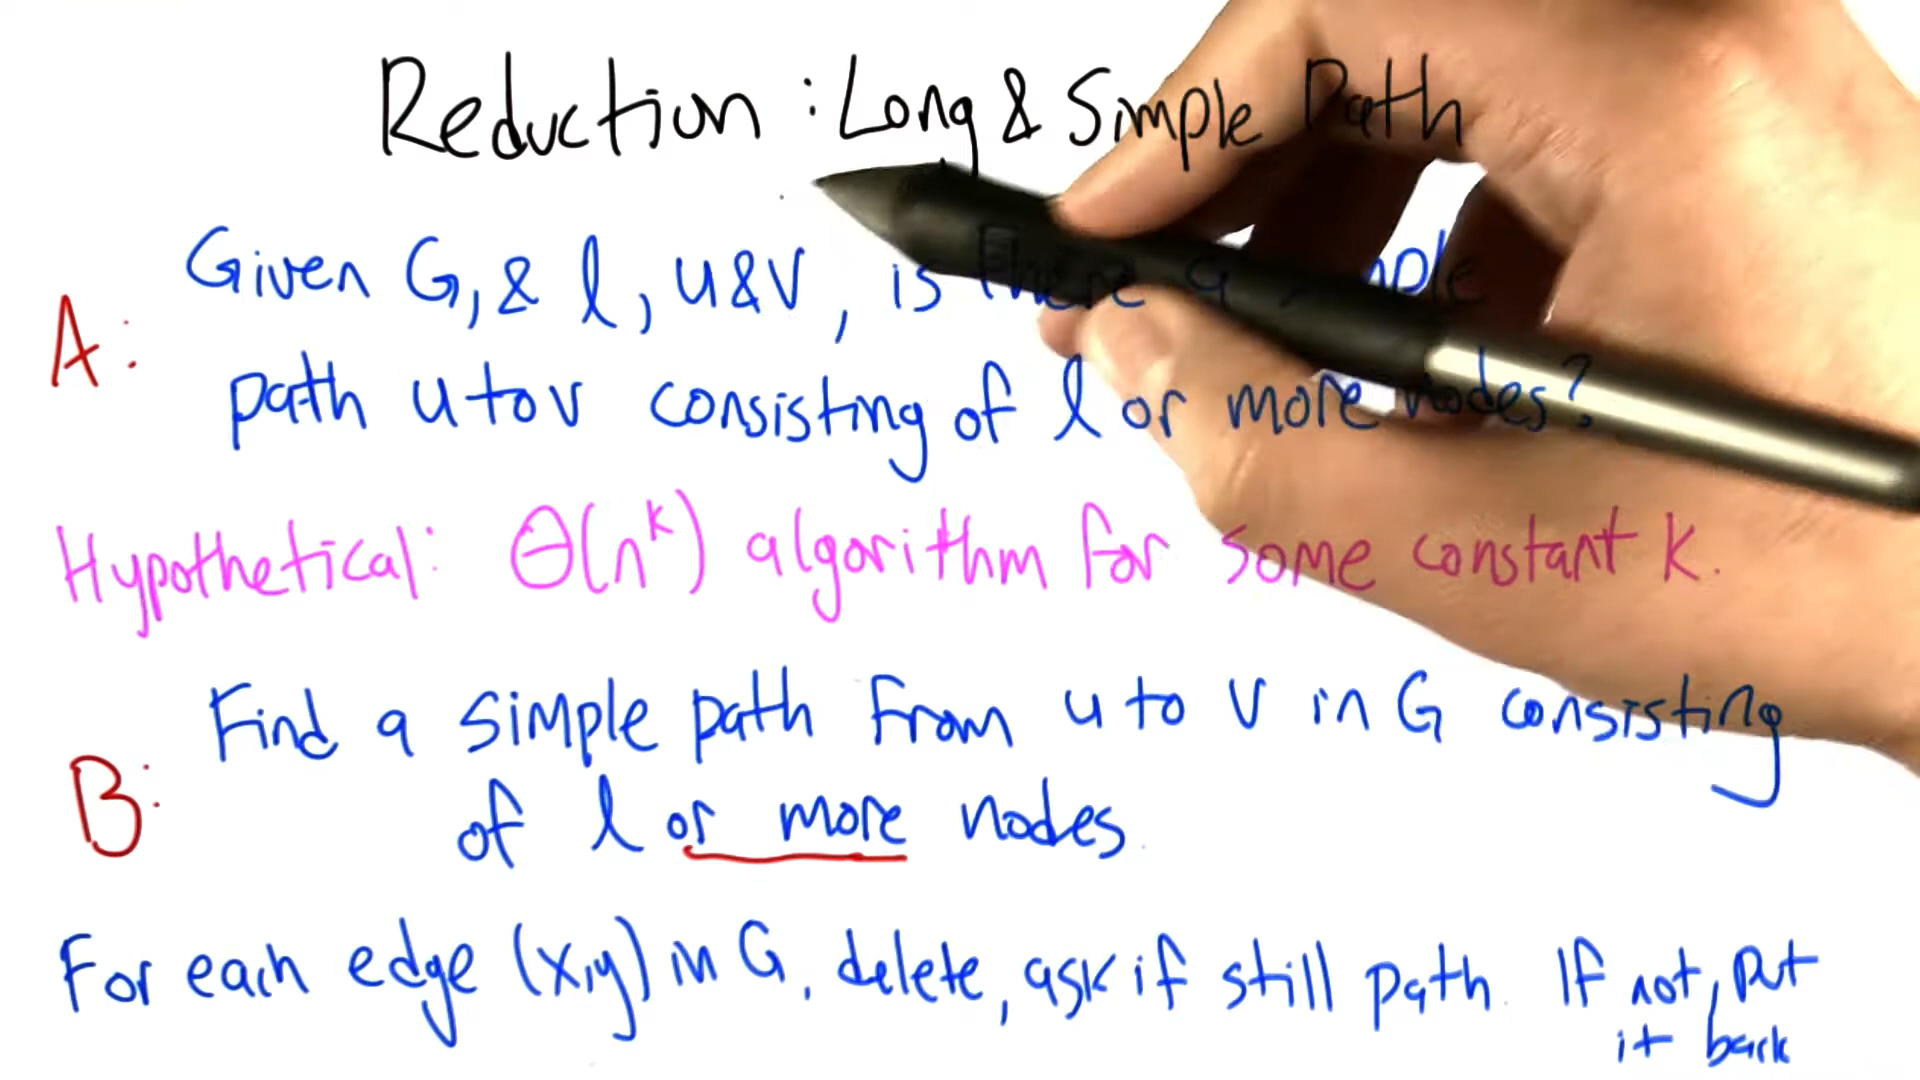 Reduction : Long & Simple Path
Given G, & l, u & v, is there a
A:
path u to v consisting of l or more nodes?
Hypothetical: Θ(n^k) algorithm for some constant k.
Find a simple path from u to v in G consisting
B:
of l or more nodes.
For each edge (x,y) in G, delete, ask if still path. If not, put
it back